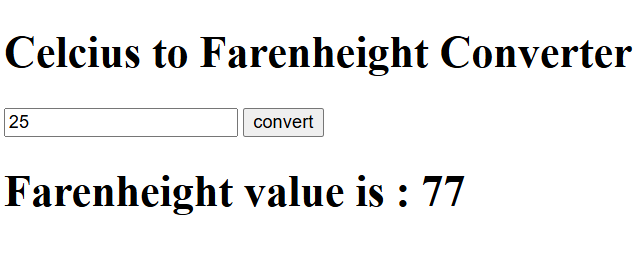 Celcius to Farenheight Converter
25 convert
Farenheight value is : 77